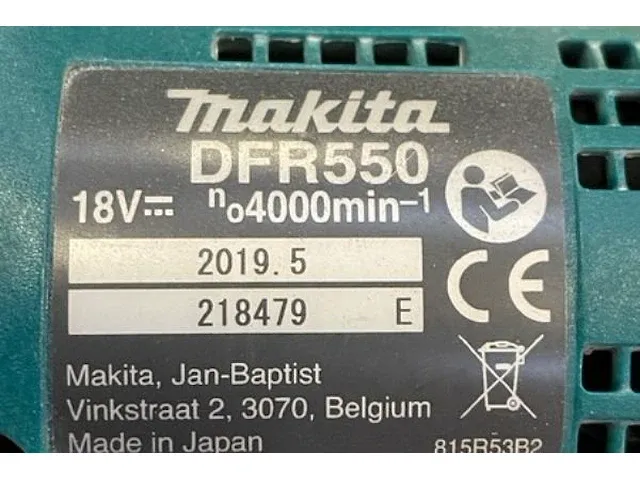 makita
DFR550
18V⎓ n₀4000min⁻¹
2019. 5
218479 E
CE
Makita, Jan-Baptist
Vinkstraat 2, 3070, Belgium
Made in Japan
815R53B2